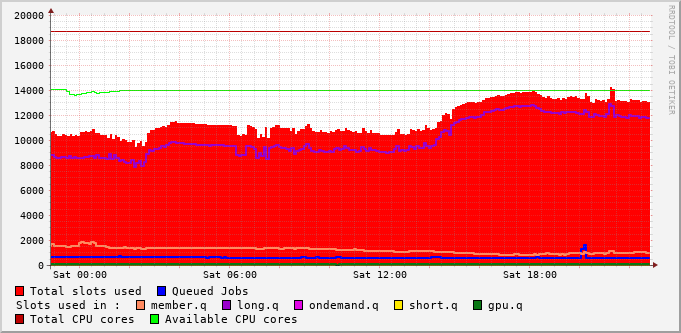 RRDTOOL / TOBI OETIKER
20000
18000
16000
14000
12000
10000
8000
6000
4000
2000
0
Sat 00:00 Sat 06:00 Sat 12:00 Sat 18:00
Total slots used Queued Jobs
Slots used in : member.q long.q ondemand.q short.q gpu.q
Total CPU cores Available CPU cores